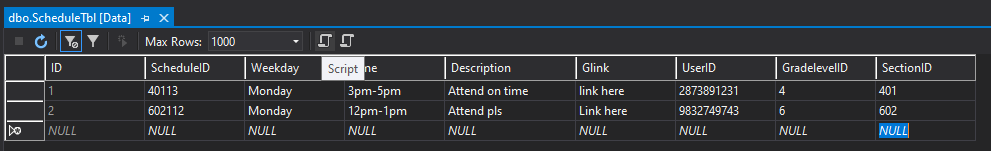 dbo.ScheduleTbl [Data]
Max Rows: 1000
ID ScheduleID Weekday Script ne Description Glink UserID GradelevelID SectionID
1 40113 Monday 3pm-5pm Attend on time link here 2873891231 4 401
2 602112 Monday 12pm-1pm Attend pls Link here 9832749743 6 602
NULL NULL NULL NULL NULL NULL NULL NULL NULL